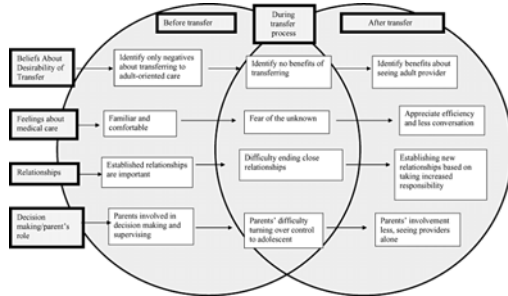 Before transfer
During
transfer
process
After transfer
Beliefs About
Desirability of
Transfer
Identify only negatives
about transferring to
adult-oriented care
Identify no benefits of
transferring
Identify benefits about
seeing adult provider
Feelings about
medical care
Familiar and
comfortable
Fear of the unknown
Appreciate efficiency
and less conversation
Relationships
Established relationships
are important
Difficulty ending close
relationships
Establishing new
relationships based on
taking increased
responsibility
Decision
making/parent's
role
Parents involved in
decision making and
supervising
Parents' difficulty
turning over control to
adolescent
Parents' involvement
less, seeing providers
alone